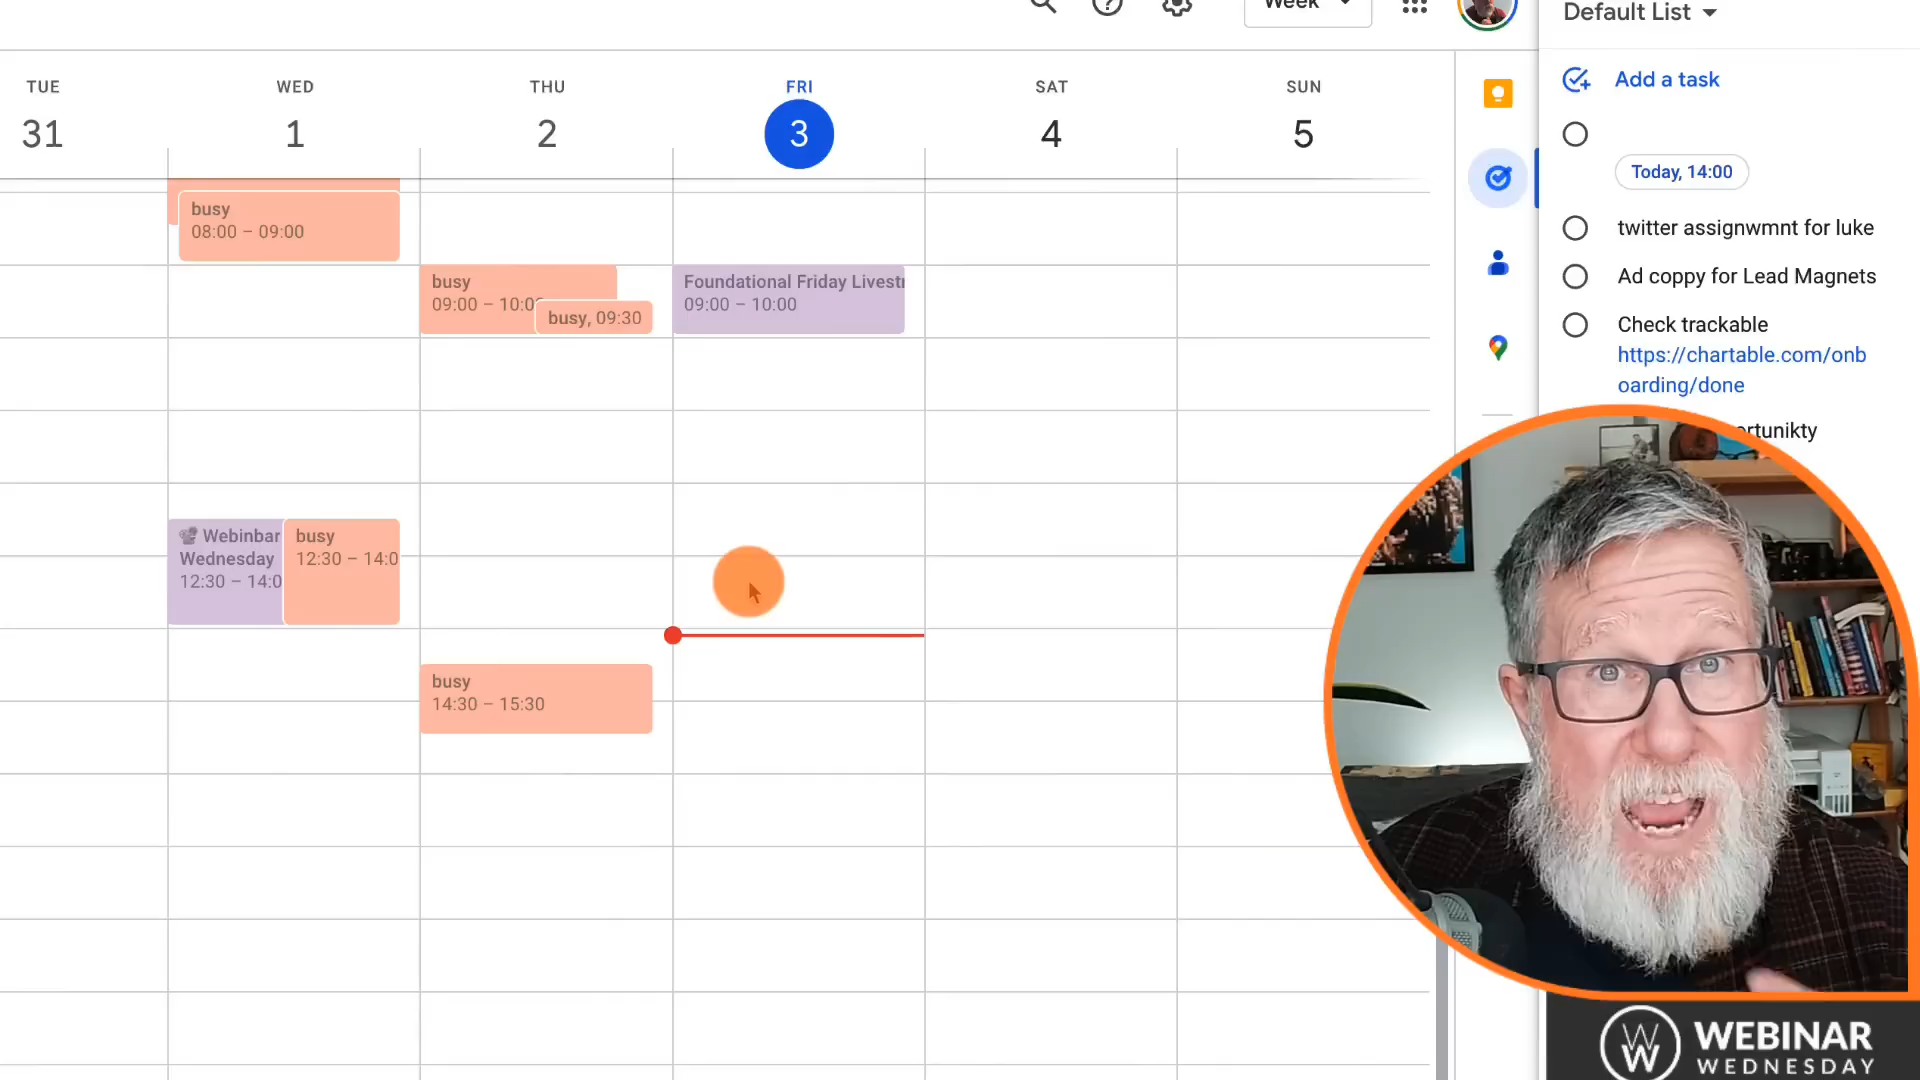 Week
Default List
TUE
WED
THU
FRI
SAT
SUN
31
1
2
3
4
5
Add a task
Today, 14:00
twitter assignwmnt for luke
Ad coppy for Lead Magnets
Check trackable
https://chartable.com/onb
oarding/done
ortunikty
busy
08:00 – 09:00
busy
09:00 – 10:0
busy, 09:30
Foundational Friday Livest
09:00 – 10:00
Webinbar
Wednesday
12:30 – 14:0
busy
12:30 – 14:0
busy
14:30 – 15:30
W
W
WEBINAR
WEDNESDAY